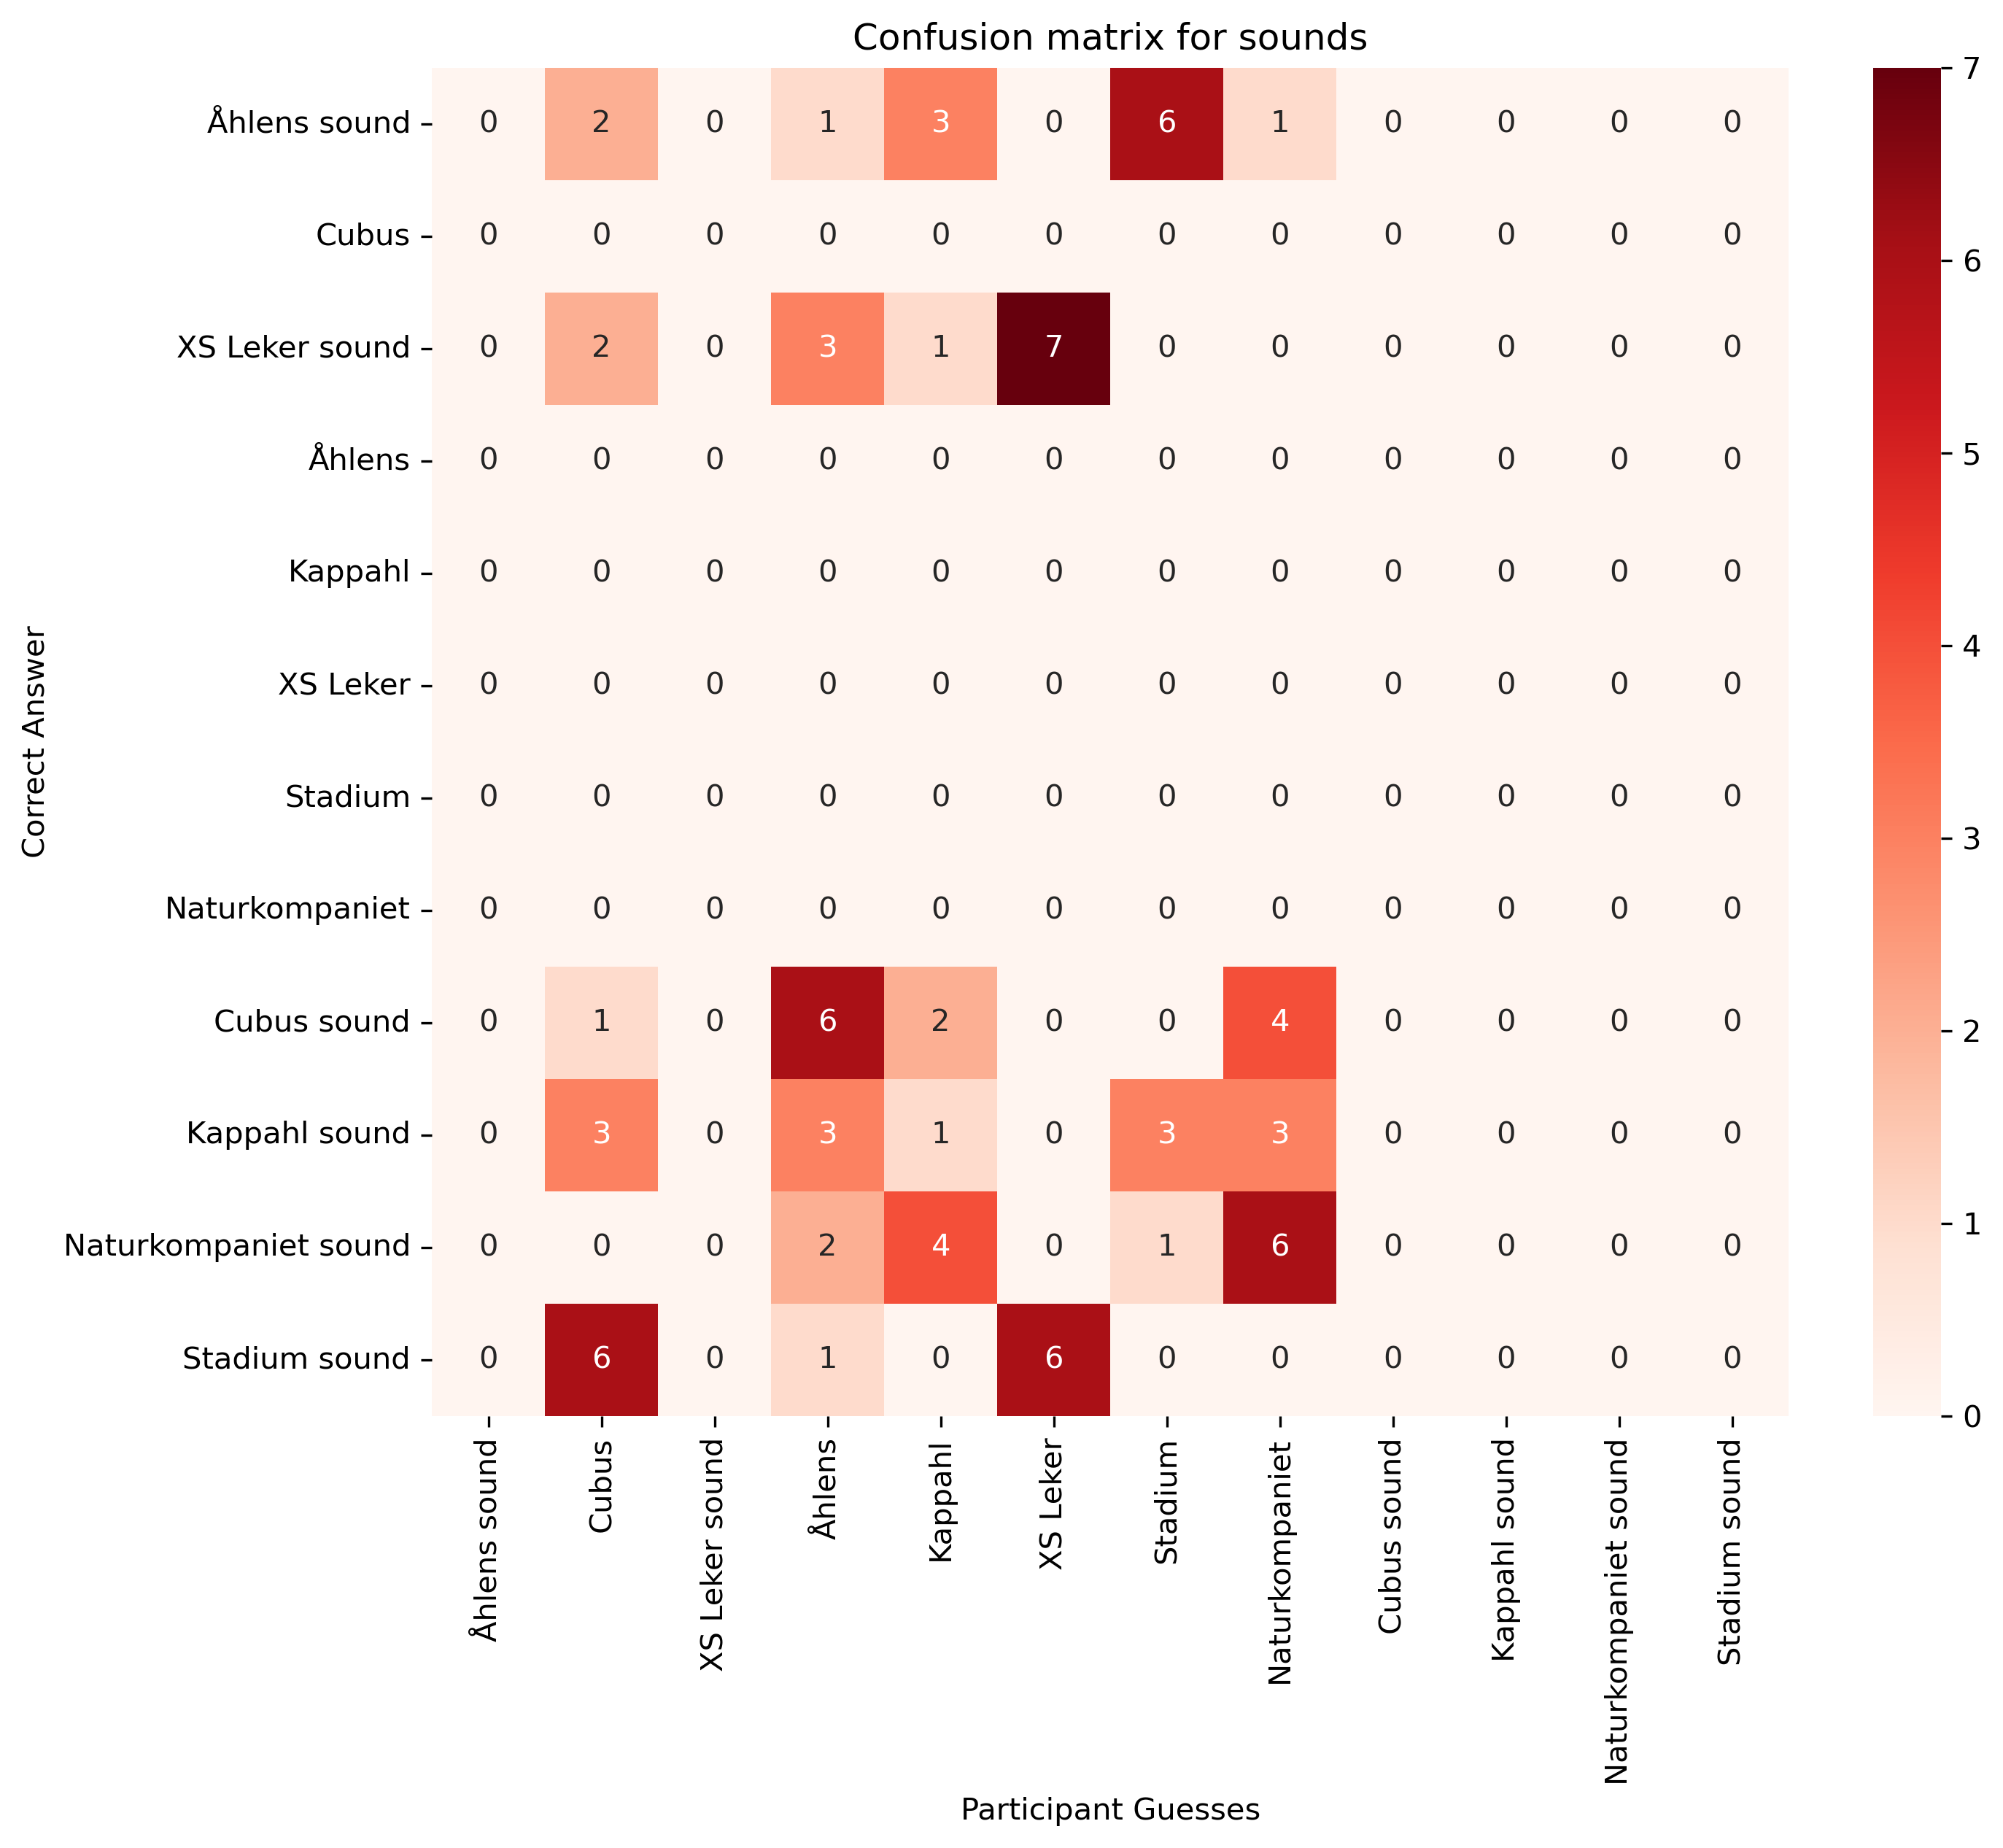 Confusion matrix for sounds
Åhlens sound 0 2 0 1 3 0 6 1 0 0 0 0
Cubus 0 0 0 0 0 0 0 0 0 0 0 0
XS Leker sound 0 2 0 3 1 7 0 0 0 0 0 0
Åhlens 0 0 0 0 0 0 0 0 0 0 0 0
Kappahl 0 0 0 0 0 0 0 0 0 0 0 0
XS Leker 0 0 0 0 0 0 0 0 0 0 0 0
Stadium 0 0 0 0 0 0 0 0 0 0 0 0
Naturkompaniet 0 0 0 0 0 0 0 0 0 0 0 0
Cubus sound 0 1 0 6 2 0 0 4 0 0 0 0
Kappahl sound 0 3 0 3 1 0 3 3 0 0 0 0
Naturkompaniet sound 0 0 0 2 4 0 1 6 0 0 0 0
Stadium sound 0 6 0 1 0 6 0 0 0 0 0 0
Correct Answer
Åhlens sound
Cubus
XS Leker sound
Åhlens
Kappahl
XS Leker
Stadium
Naturkompaniet
Cubus sound
Kappahl sound
Naturkompaniet sound
Stadium sound
Participant Guesses
7
6
5
4
3
2
1
0